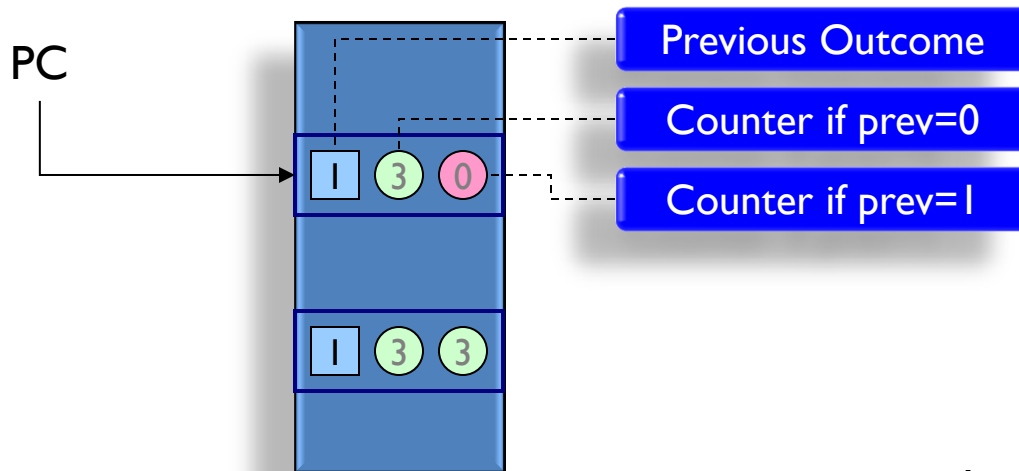 PC
Previous Outcome
Counter if prev=0
Counter if prev=1
1 3 0
1 3 3